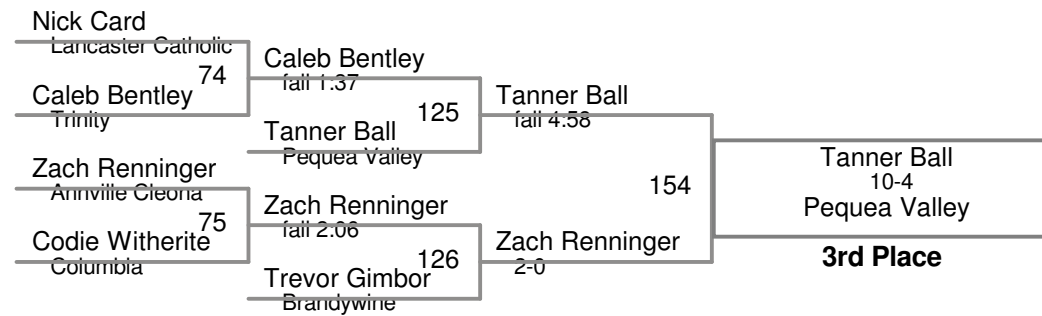 Nick Card
Lancaster Catholic
74
Caleb Bentley
Trinity
Zach Renninger
Annville Cleona
75
Codie Witherite
Columbia
Caleb Bentley
fall 1:37
125
Tanner Ball
Pequea Valley
Zach Renninger
fall 2:06
126
Trevor Gimbor
Brandywine
Tanner Ball
fall 4:58
154
Zach Renninger
2-0
Tanner Ball
10-4
Pequea Valley
3rd Place